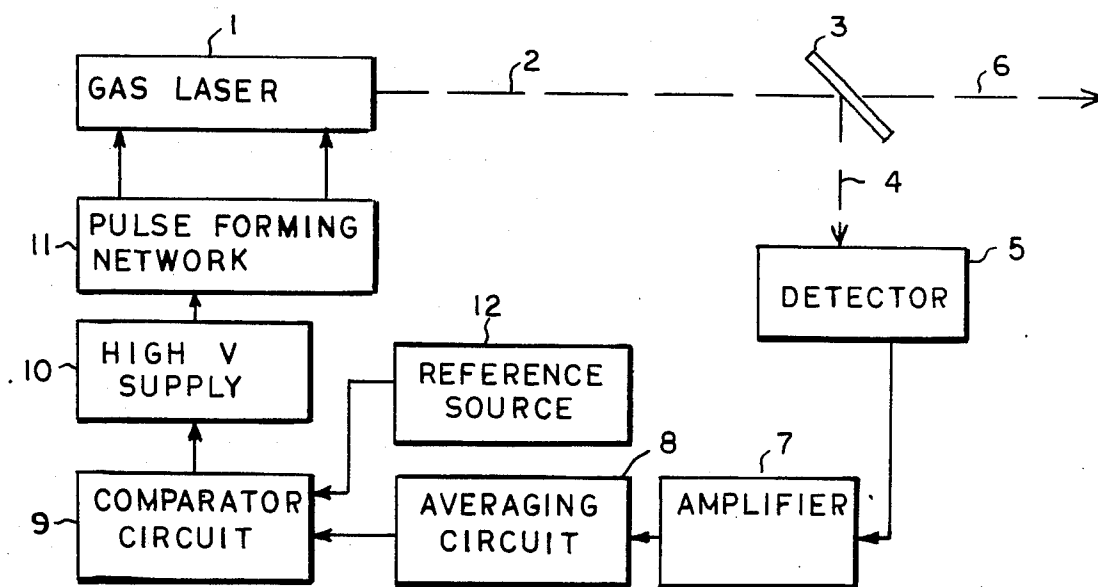 1
GAS LASER
2
3
6
4
PULSE FORMING
NETWORK
11
5
DETECTOR
HIGH V
SUPPLY
10
12
REFERENCE
SOURCE
8
7
COMPARATOR
CIRCUIT
9
AVERAGING
CIRCUIT
AMPLIFIER